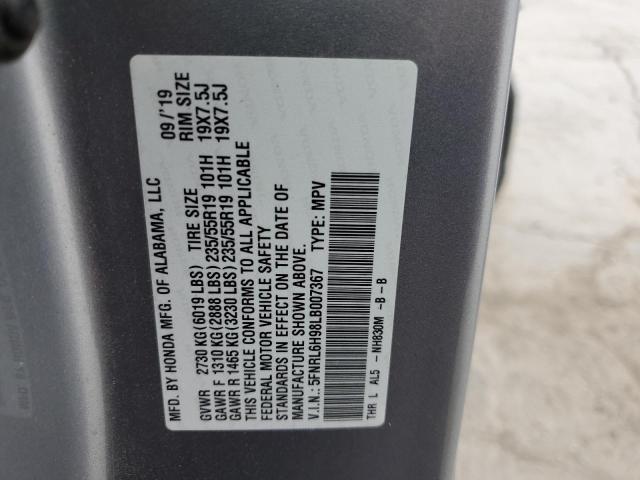 MFD. BY HONDA MFG. OF ALABAMA, LLC 09/'19
TIRE SIZE RIM SIZE
GVWR 2730 KG (6019 LBS)
GAWR F 1310 KG (2888 LBS) 235/55R19 101H 19X7.5J
GAWR R 1465 KG (3230 LBS) 235/55R19 101H 19X7.5J
THIS VEHICLE CONFORMS TO ALL APPLICABLE
FEDERAL MOTOR VEHICLE SAFETY
STANDARDS IN EFFECT ON THE DATE OF
MANUFACTURE SHOWN ABOVE.
V.I.N.: 5FNRL6H98LB007367 TYPE: MPV
THR L AL5 - NH830M -B -B